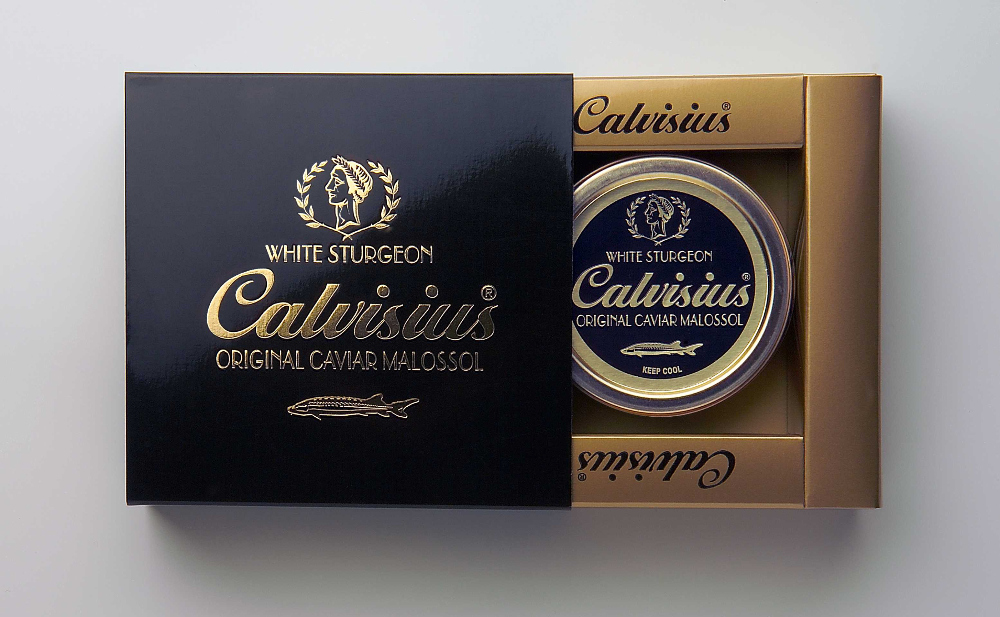 WHITE STURGEON
Calvisius®
ORIGINAL CAVIAR MALOSSOL
Calvisius®
WHITE STURGEON
Calvisius®
ORIGINAL CAVIAR MALOSSOL
KEEP COOL
Calvisius®